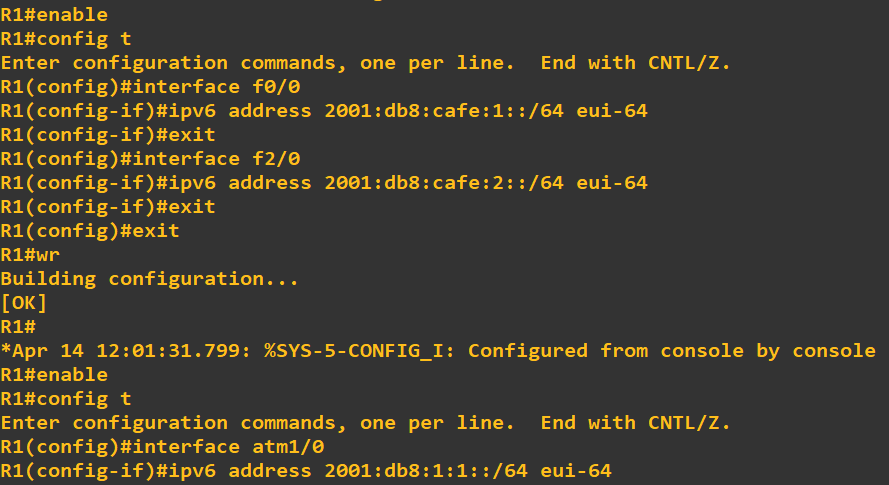 R1#enable
R1#config t
Enter configuration commands, one per line.  End with CNTL/Z.
R1(config)#interface f0/0
R1(config-if)#ipv6 address 2001:db8:cafe:1::/64 eui-64
R1(config-if)#exit
R1(config)#interface f2/0
R1(config-if)#ipv6 address 2001:db8:cafe:2::/64 eui-64
R1(config-if)#exit
R1(config)#exit
R1#wr
Building configuration...
[OK]
R1#
*Apr 14 12:01:31.799: %SYS-5-CONFIG_I: Configured from console by console
R1#enable
R1#config t
Enter configuration commands, one per line.  End with CNTL/Z.
R1(config)#interface atm1/0
R1(config-if)#ipv6 address 2001:db8:1:1::/64 eui-64